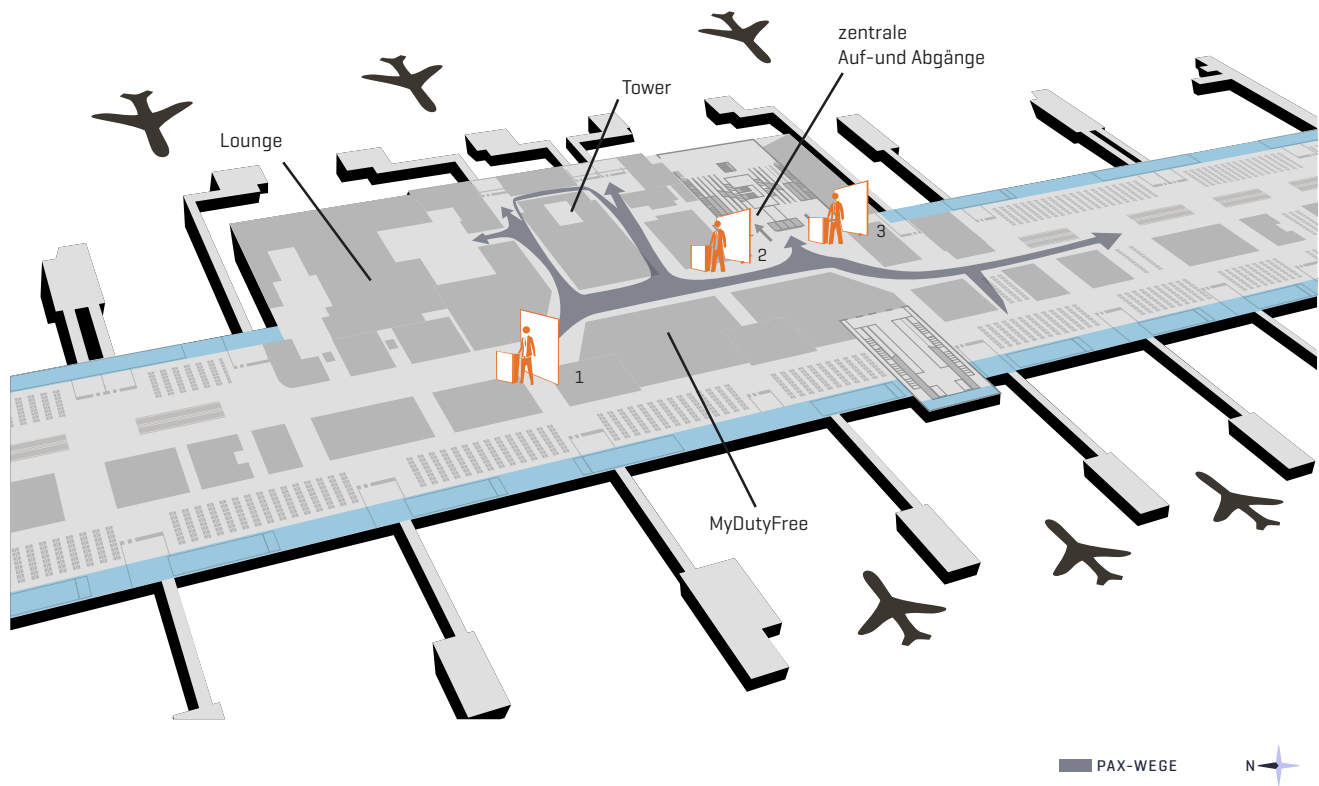 zentrale
Auf-und Abgänge
Tower
Lounge
3
2
1
MyDutyFree
PAX-WEGE
N